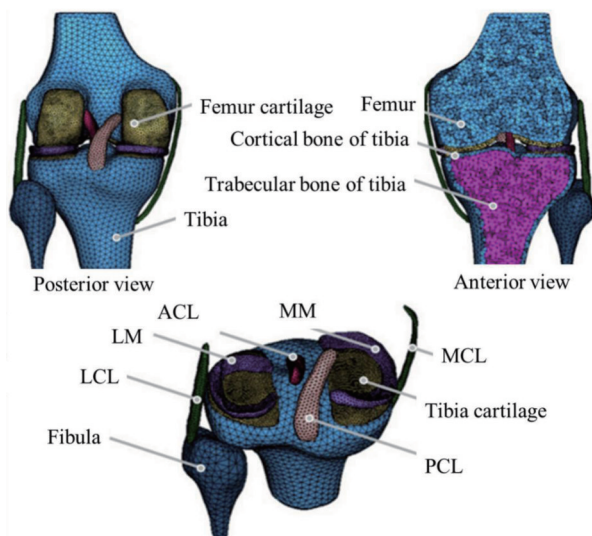 Femur cartilage
Femur
Cortical bone of tibia
Trabecular bone of tibia
Tibia
Posterior view
Anterior view
ACL
MM
LM
MCL
LCL
Tibia cartilage
Fibula
PCL